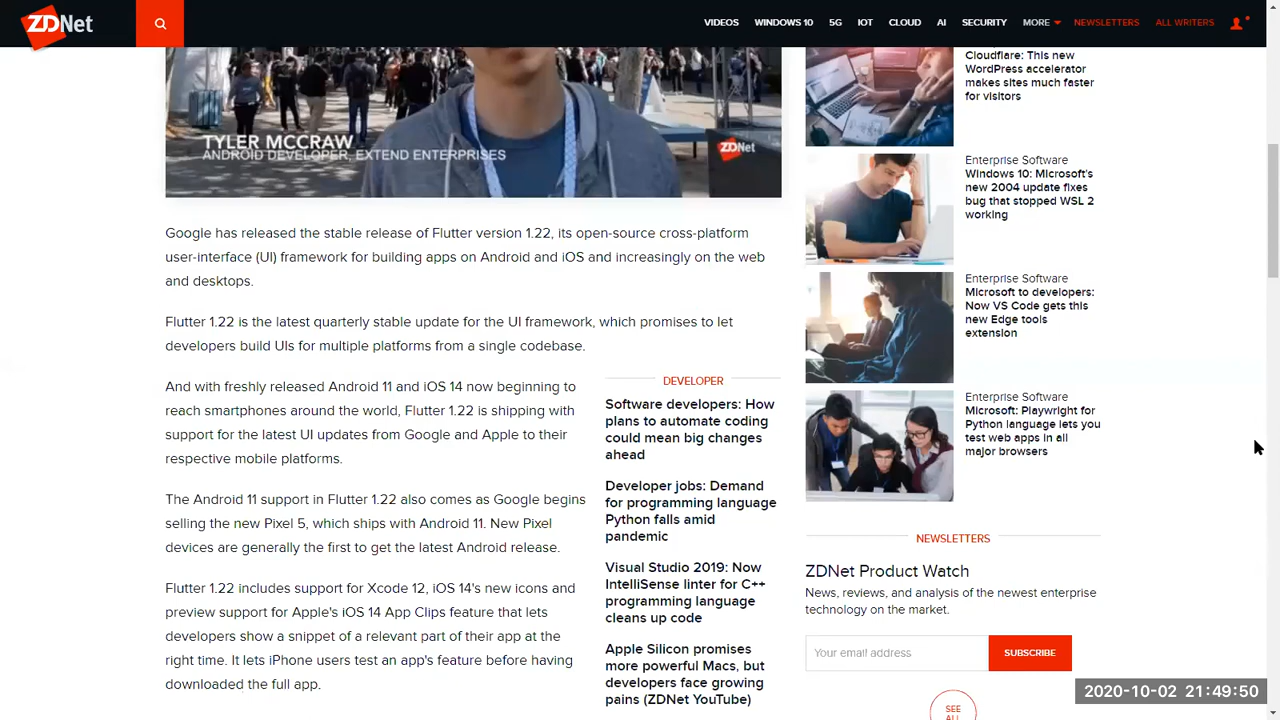 ZDNet
VIDEOS WINDOWS 10 5G IOT CLOUD AI SECURITY MORE NEWSLETTERS ALL WRITERS
TYLER MCCRAW
ANDROID DEVELOPER, EXTEND ENTERPRISES
ZDNet
Google has released the stable release of Flutter version 1.22, its open-source cross-platform
user-interface (UI) framework for building apps on Android and iOS and increasingly on the web
and desktops.
Flutter 1.22 is the latest quarterly stable update for the UI framework, which promises to let
developers build UIs for multiple platforms from a single codebase.
And with freshly released Android 11 and iOS 14 now beginning to
reach smartphones around the world, Flutter 1.22 is shipping with
support for the latest UI updates from Google and Apple to their
respective mobile platforms.
The Android 11 support in Flutter 1.22 also comes as Google begins
selling the new Pixel 5, which ships with Android 11. New Pixel
devices are generally the first to get the latest Android release.
Flutter 1.22 includes support for Xcode 12, iOS 14's new icons and
preview support for Apple's iOS 14 App Clips feature that lets
developers show a snippet of a relevant part of their app at the
right time. It lets iPhone users test an app's feature before having
downloaded the full app.
DEVELOPER
Software developers: How
plans to automate coding
could mean big changes
ahead
Developer jobs: Demand
for programming language
Python falls amid
pandemic
Visual Studio 2019: Now
IntelliSense linter for C++
programming language
cleans up code
Apple Silicon promises
more powerful Macs, but
developers face growing
pains (ZDNet YouTube)
Cloudflare: This new
WordPress accelerator
makes sites much faster
for visitors
Enterprise Software
Windows 10: Microsoft's
new 2004 update fixes
bug that stopped WSL 2
working
Enterprise Software
Microsoft to developers:
Now VS Code gets this
new Edge tools
extension
Enterprise Software
Microsoft: Playwright for
Python language lets you
test web apps in all
major browsers
NEWSLETTERS
ZDNet Product Watch
News, reviews, and analysis of the newest enterprise
technology on the market.
Your email address
SUBSCRIBE
SEE
ALL
2020-10-02 21:49:50